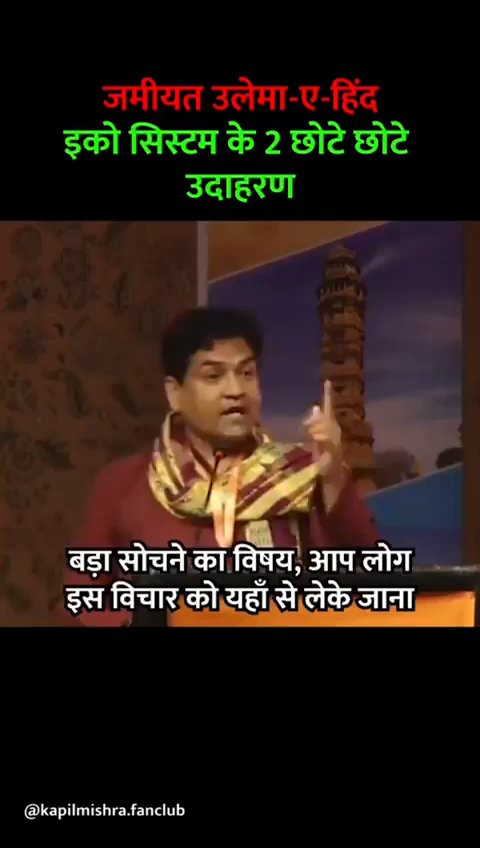 जमीयत उलेमा-ए-हिंद
इको सिस्टम के 2 छोटे छोटे
उदाहरण
बड़ा सोचने का विषय, आप लोग
इस विचार को यहाँ से लेके जाना
@kapilmishra.fanclub